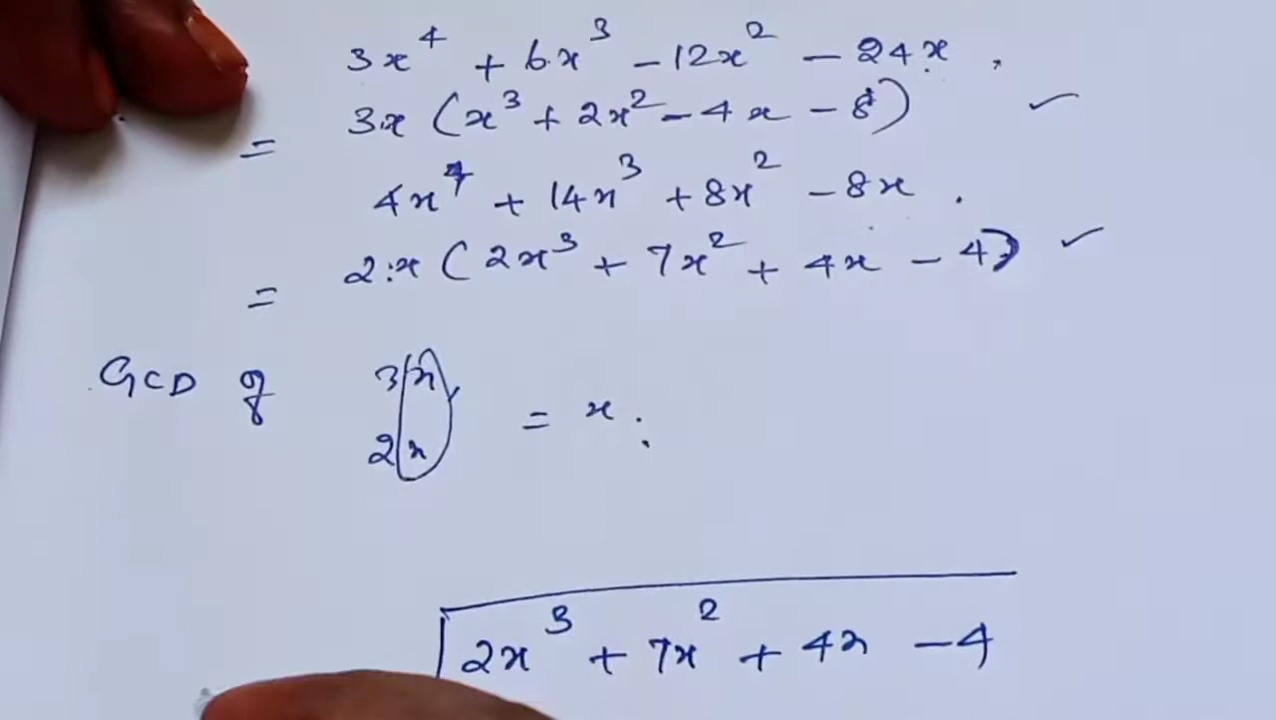 3x⁴ + 6x³ – 12x² – 24x .
= 3x (x³ + 2x² – 4x – 8) ✓
4x⁴ + 14x³ + 8x² – 8x .
= 2x (2x³ + 7x² + 4x – 4) ✓
GCD of 3x, 2x = x .
2x³ + 7x² + 4x – 4